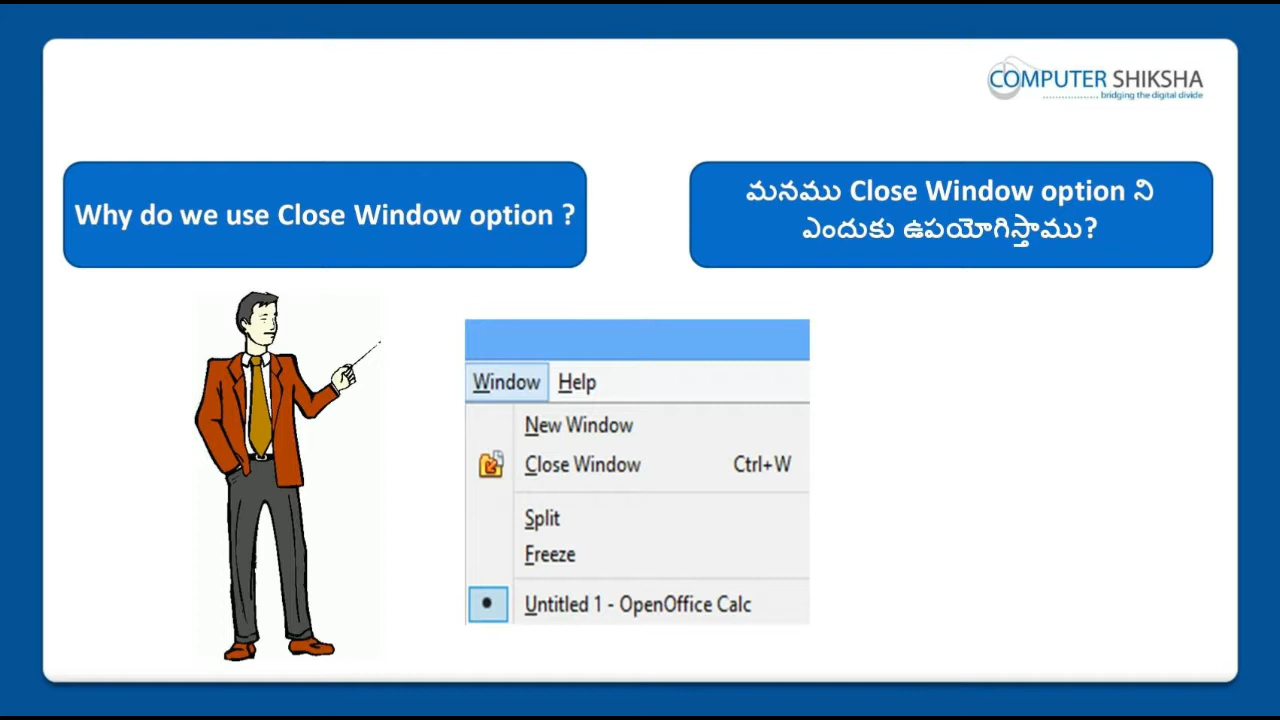 COMPUTER SHIKSHA
bridging the digital divide
Why do we use Close Window option ?
మనము Close Window option ని
ఎందుకు ఉపయోగిస్తాము?
Window Help
New Window
Close Window Ctrl+W
Split
Freeze
Untitled 1 - OpenOffice Calc